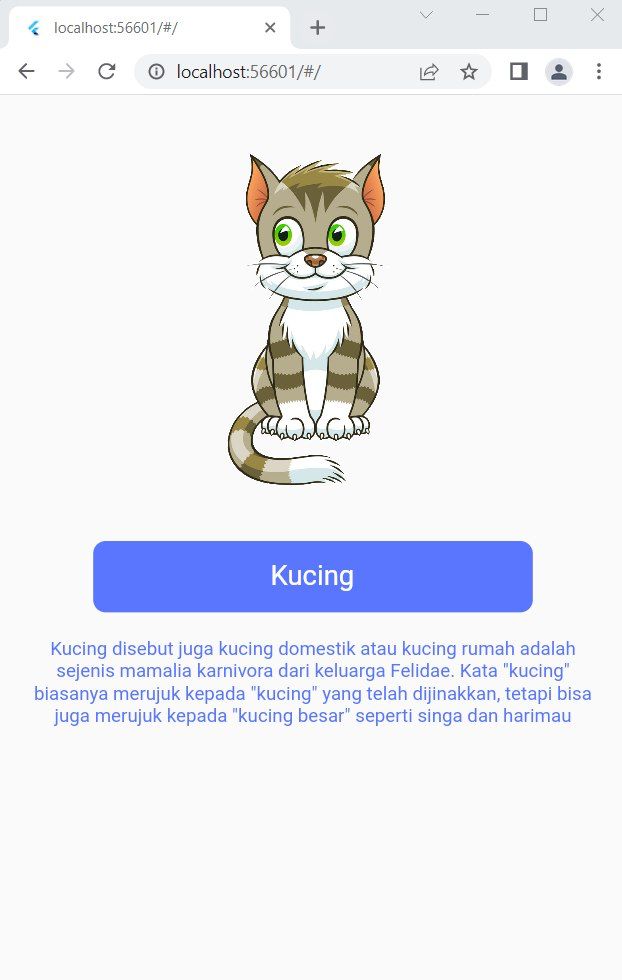 localhost:56601/#/
localhost:56601/#/
Kucing
Kucing disebut juga kucing domestik atau kucing rumah adalah
sejenis mamalia karnivora dari keluarga Felidae. Kata "kucing"
biasanya merujuk kepada "kucing" yang telah dijinakkan, tetapi bisa
juga merujuk kepada "kucing besar" seperti singa dan harimau